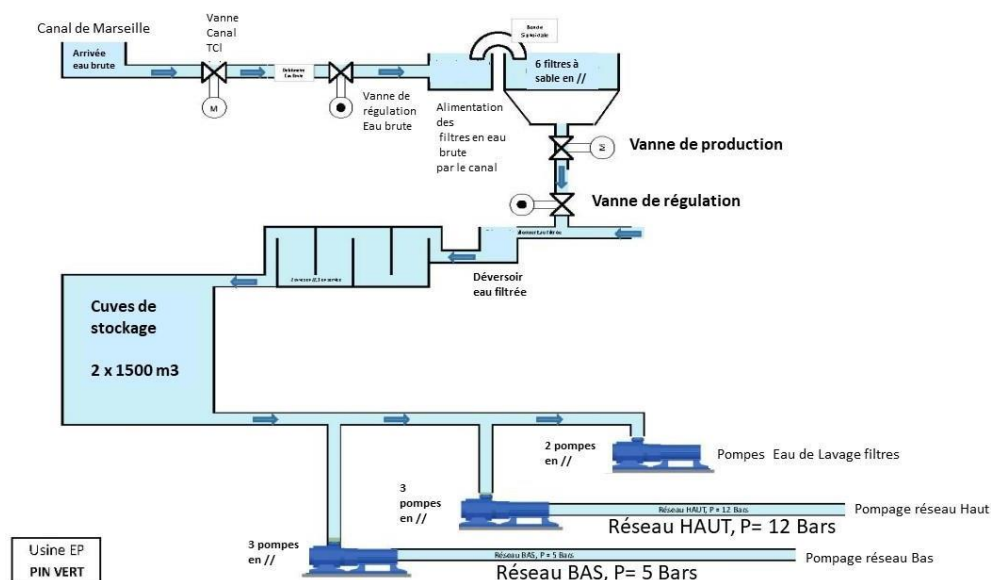 Canal de Marseille
Arrivée
eau brute
Vanne
Canal
TCl
M
Vanne de
régulation
Eau brute
Alimentation
des
filtres en eau
brute
par le canal
6 filtres à
sable en //
M
Vanne de production
Vanne de régulation
Déversoir
eau filtrée
Cuves de
stockage
2 x 1500 m3
2 pompes
en //
Pompes Eau de Lavage filtres
3
pompes
en //
Réseau HAUT, P= 12 Bars
Réseau HAUT, P= 12 Bars
Pompage réseau Haut
3 pompes
en //
Réseau BAS, P= 5 Bars
Réseau BAS, P= 5 Bars
Pompage réseau Bas
Usine EP
PIN VERT